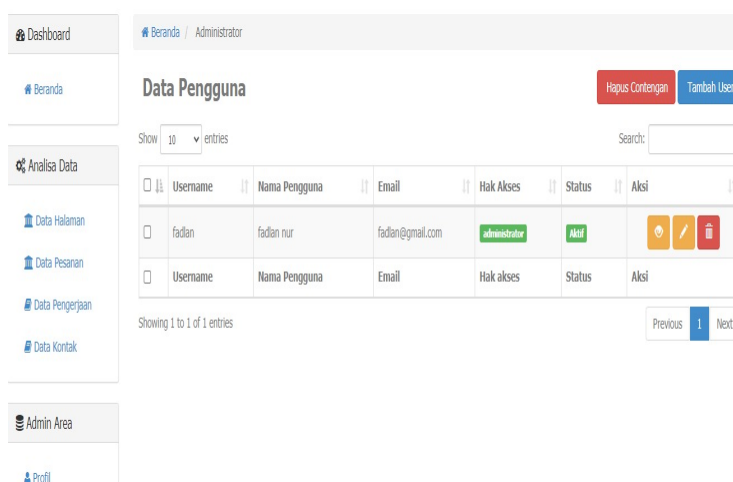 Dashboard
Beranda
Analisa Data
Data Halaman
Data Pesanan
Data Pengerjaan
Data Kontak
Admin Area
Profil
Beranda / Administrator
Data Pengguna
Hapus Contengan Tambah User
Show 10 entries Search:
Username Nama Pengguna Email Hak Akses Status Aksi
fadlan fadlan nur fadlan@gmail.com administrator Aktif
Username Nama Pengguna Email Hak akses Status Aksi
Showing 1 to 1 of 1 entries Previous 1 Next